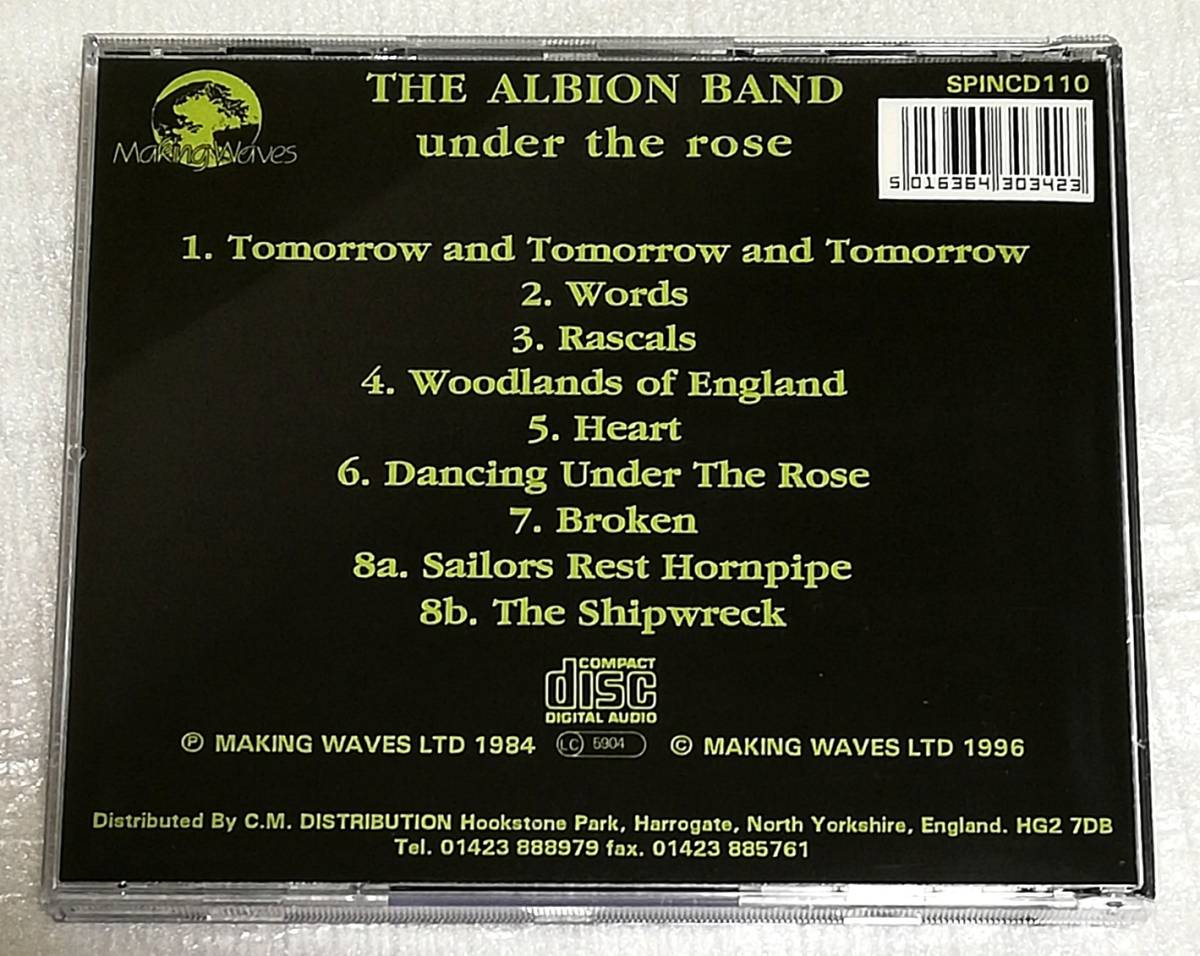 Making Waves
THE ALBION BAND
under the rose
SPINCD110
5 016364 303423
1. Tomorrow and Tomorrow and Tomorrow
2. Words
3. Rascals
4. Woodlands of England
5. Heart
6. Dancing Under The Rose
7. Broken
8a. Sailors Rest Hornpipe
8b. The Shipwreck
COMPACT
disc
DIGITAL AUDIO
Ⓟ MAKING WAVES LTD 1984 LC 5904 © MAKING WAVES LTD 1996
Distributed By C.M. DISTRIBUTION Hookstone Park, Harrogate, North Yorkshire, England. HG2 7DB
Tel. 01423 888979 fax. 01423 885761